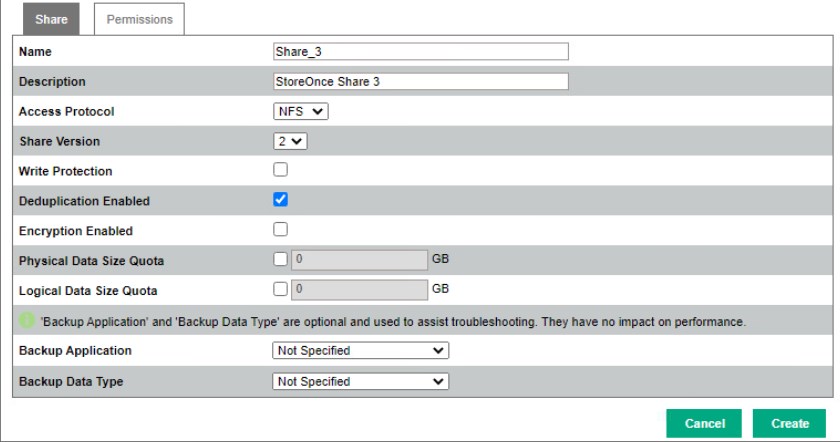 Share Permissions
Name Share_3
Description StoreOnce Share 3
Access Protocol NFS
Share Version 2
Write Protection
Deduplication Enabled
Encryption Enabled
Physical Data Size Quota 0 GB
Logical Data Size Quota 0 GB
'Backup Application' and 'Backup Data Type' are optional and used to assist troubleshooting. They have no impact on performance.
Backup Application Not Specified
Backup Data Type Not Specified
Cancel Create